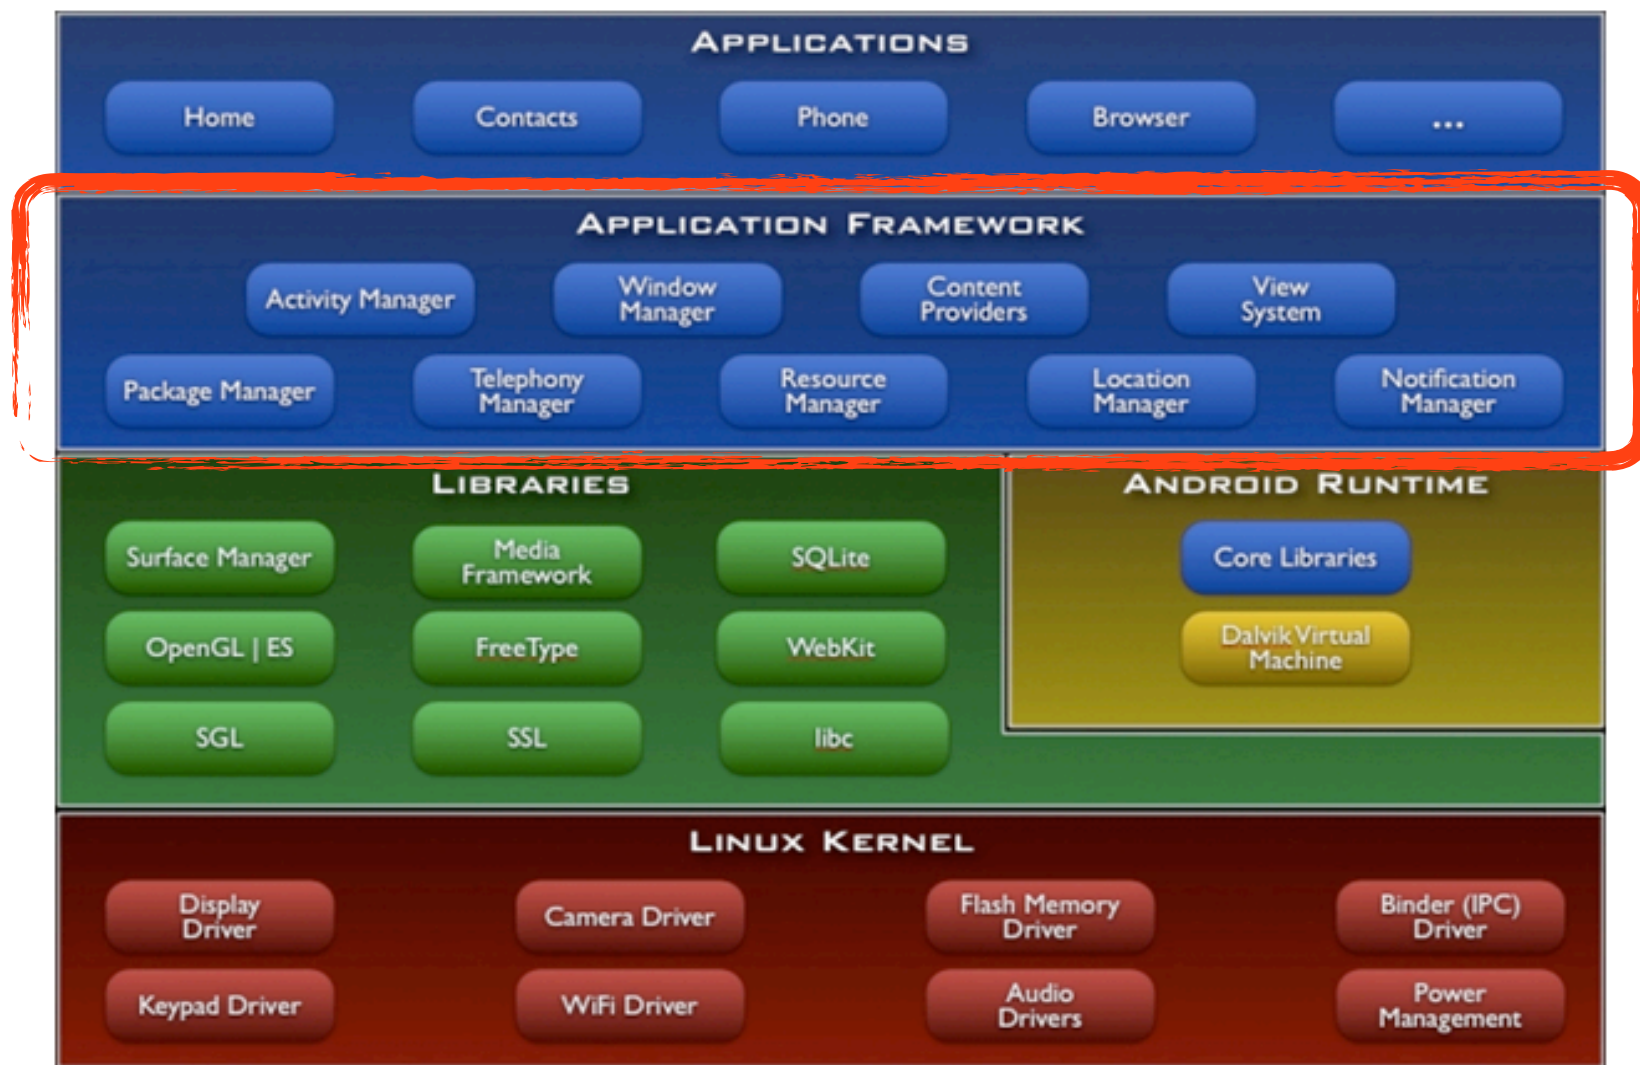 APPLICATIONS
Home
Contacts
Phone
Browser
...
APPLICATION FRAMEWORK
Activity Manager
Window
Manager
Content
Providers
View
System
Package Manager
Telephony
Manager
Resource
Manager
Location
Manager
Notification
Manager
LIBRARIES
Surface Manager
Media
Framework
SQLite
OpenGL | ES
FreeType
WebKit
SGL
SSL
libc
ANDROID RUNTIME
Core Libraries
Dalvik Virtual
Machine
LINUX KERNEL
Display
Driver
Camera Driver
Flash Memory
Driver
Binder (IPC)
Driver
Keypad Driver
WiFi Driver
Audio
Drivers
Power
Management